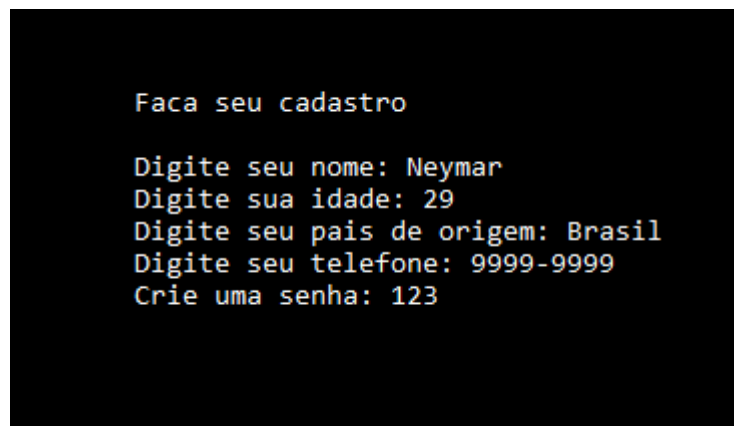 Faca seu cadastro
Digite seu nome: Neymar
Digite sua idade: 29
Digite seu pais de origem: Brasil
Digite seu telefone: 9999-9999
Crie uma senha: 123